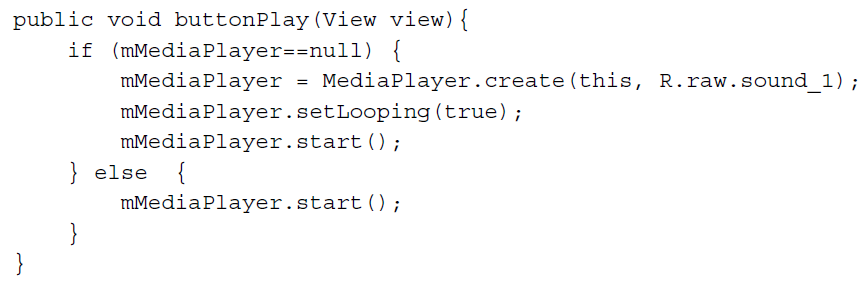 public void buttonPlay(View view){
    if (mMediaPlayer==null) {
        mMediaPlayer = MediaPlayer.create(this, R.raw.sound_1);
        mMediaPlayer.setLooping(true);
        mMediaPlayer.start();
    } else  {
        mMediaPlayer.start();
    }
}